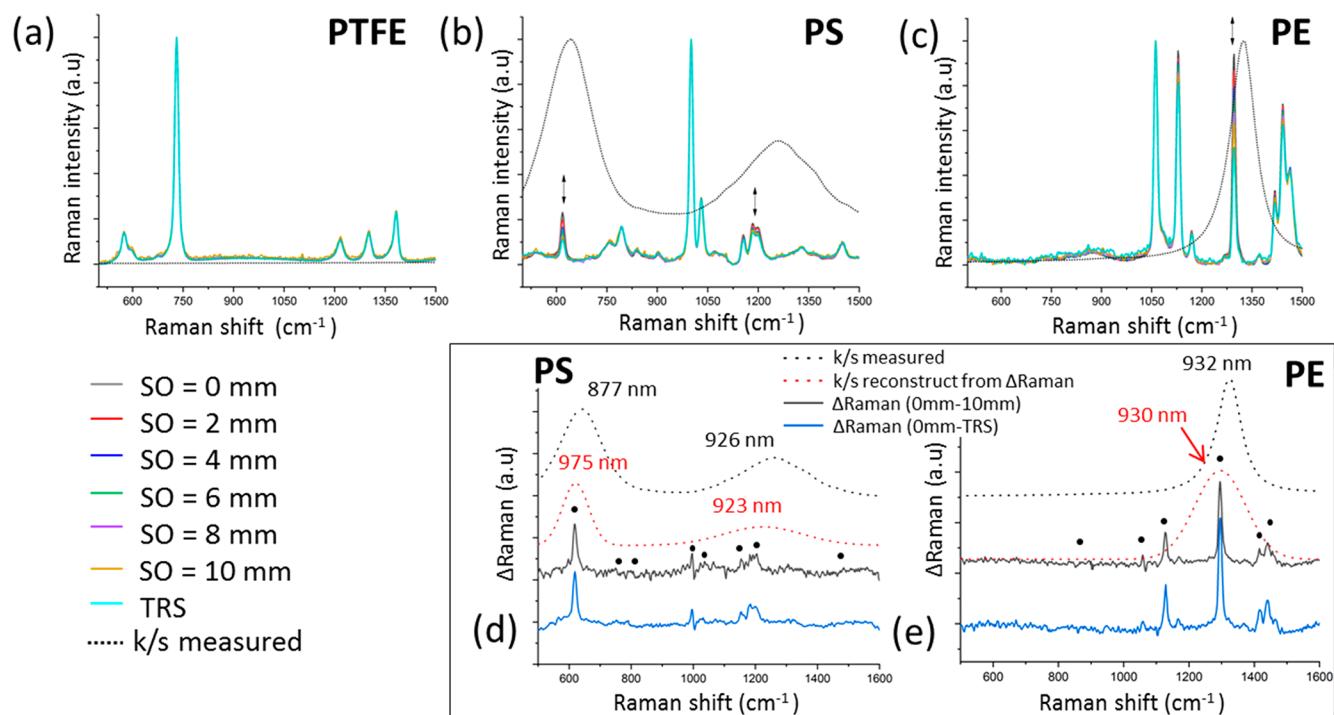 (a)
PTFE
Raman intensity (a.u)
750
900
1050
1200
1350
1500
Raman shift (cm-1)
(b)
PS
Raman intensity (a.u)
600
750
900
1050
1200
1350
1500
Raman shift (cm-1)
(c)
PE
Raman intensity (a.u)
750
900
1050
1200
1350
1500
Raman shift (cm-1)
SO = 0 mm
SO = 2 mm
SO = 4 mm
SO = 6 mm
SO = 8 mm
SO = 10 mm
TRS
k/s measured
PS
877 nm
926 nm
975 nm
923 nm
ΔRaman (a.u)
(d)
600
800
1000
1200
1400
1600
Raman shift (cm-1)
k/s measured
k/s reconstruct from ΔRaman
ΔRaman (0mm-10mm)
ΔRaman (0mm-TRS)
PE
932 nm
930 nm
ΔRaman (a.u)
(e)
600
800
1000
1200
1400
1600
Raman shift (cm-1)